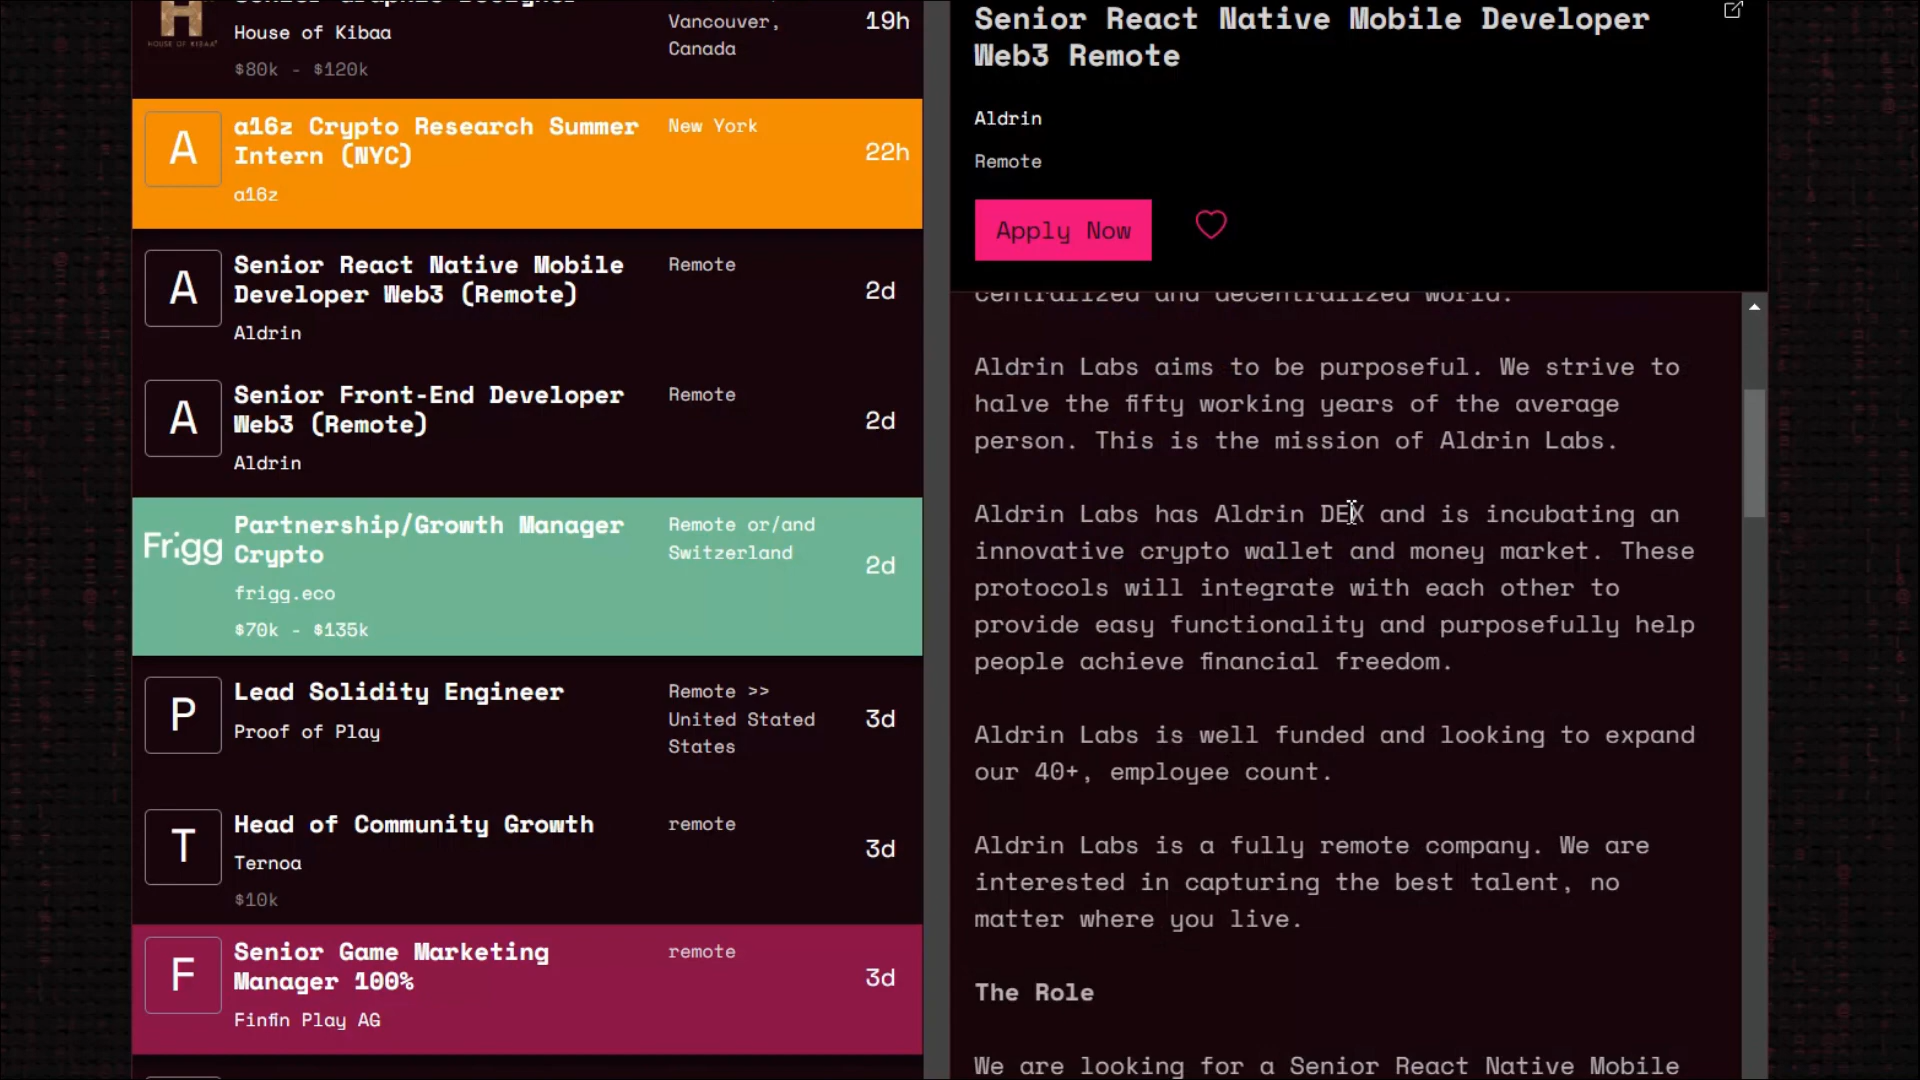 HOUSE OF KIBAA
House of Kibaa
$80k - $120k
Vancouver,
Canada
19h
A
a16z Crypto Research Summer
Intern (NYC)
a16z
New York
22h
A
Senior React Native Mobile
Developer Web3 (Remote)
Aldrin
Remote
2d
A
Senior Front-End Developer
Web3 (Remote)
Aldrin
Remote
2d
Frigg
Partnership/Growth Manager
Crypto
frigg.eco
$70k - $135k
Remote or/and
Switzerland
2d
P
Lead Solidity Engineer
Proof of Play
Remote >>
United Stated
States
3d
T
Head of Community Growth
Ternoa
$10k
remote
3d
F
Senior Game Marketing
Manager 100%
Finfin Play AG
remote
3d
Senior React Native Mobile Developer
Web3 Remote
Aldrin
Remote
Apply Now
centralized and decentralized world.
Aldrin Labs aims to be purposeful. We strive to
halve the fifty working years of the average
person. This is the mission of Aldrin Labs.
Aldrin Labs has Aldrin DEX and is incubating an
innovative crypto wallet and money market. These
protocols will integrate with each other to
provide easy functionality and purposefully help
people achieve financial freedom.
Aldrin Labs is well funded and looking to expand
our 40+, employee count.
Aldrin Labs is a fully remote company. We are
interested in capturing the best talent, no
matter where you live.
The Role
We are looking for a Senior React Native Mobile